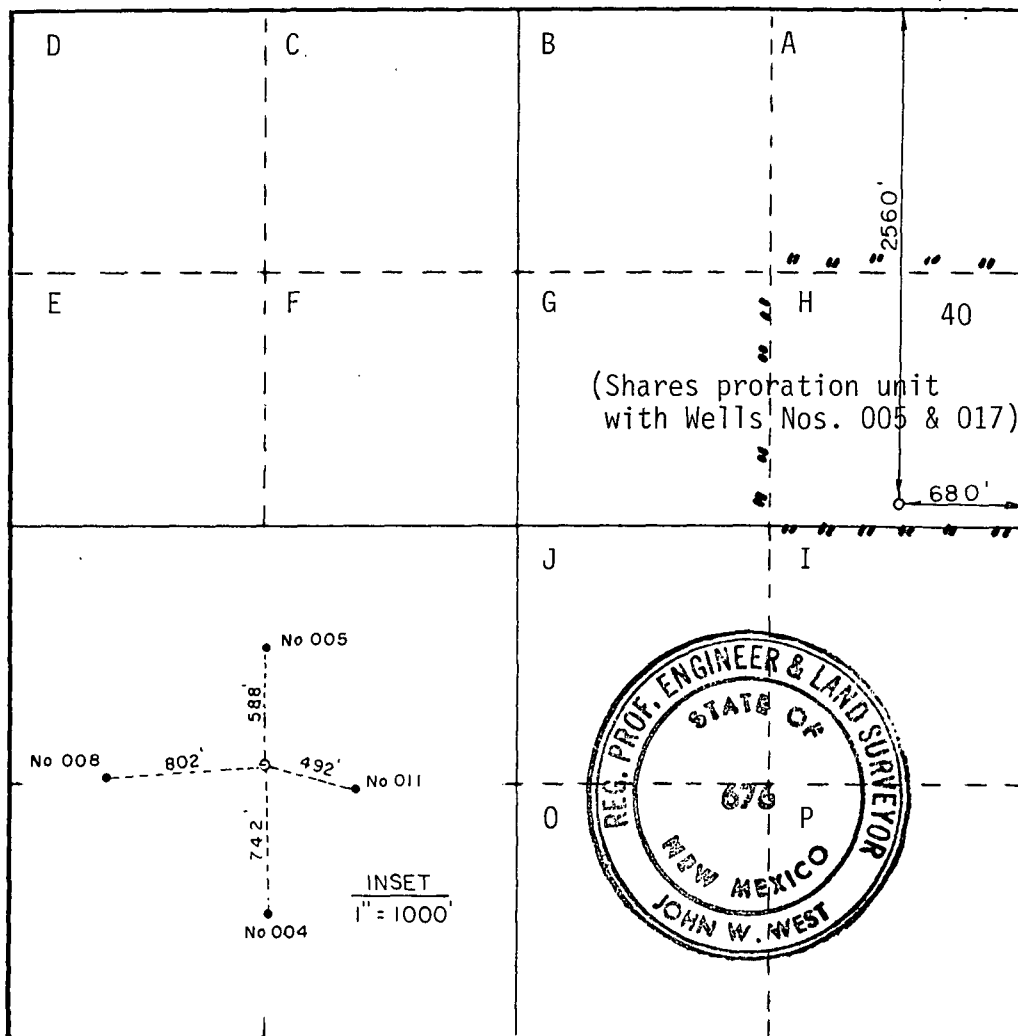 D
C
B
A
2560'
E
F
G
H
40
(Shares proration unit
with Wells Nos. 005 & 017)
680'
J
I
No 005
588'
No 008
802'
492'
No 011
742'
No 004
INSET
1" = 1000'
O
P
REG. PROF. ENGINEER & LAND SURVEYOR
STATE OF
676
NEW MEXICO
JOHN W. WEST